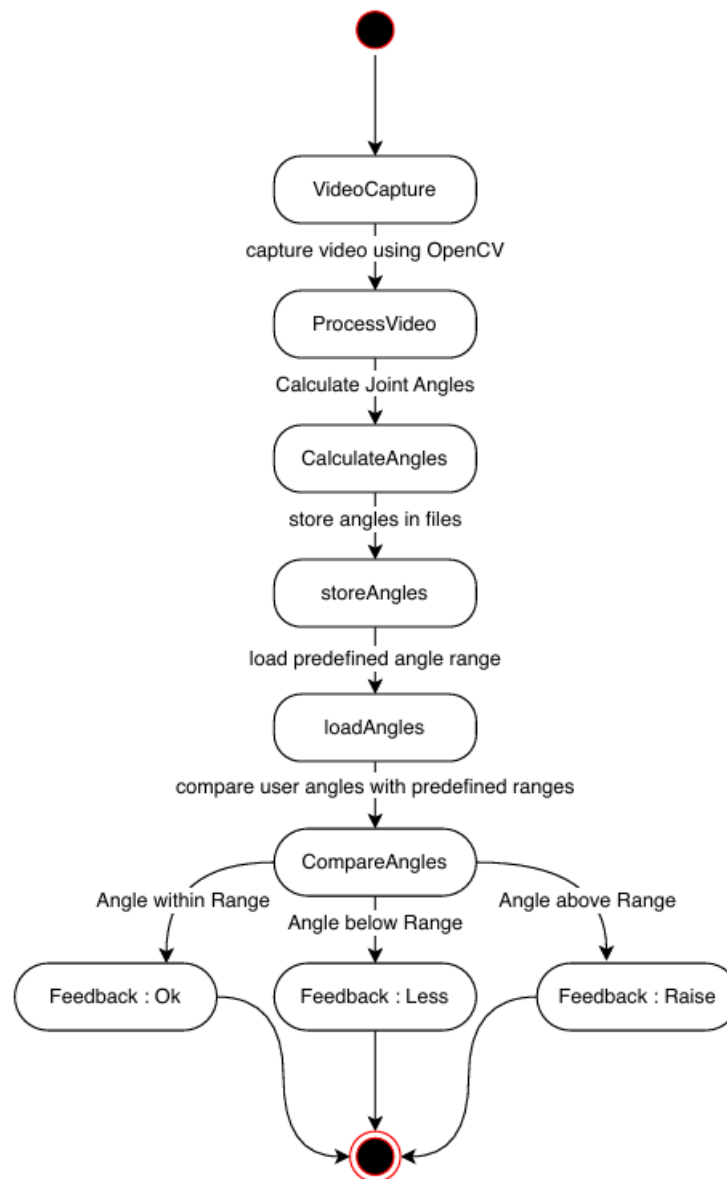 VideoCapture
capture video using OpenCV
ProcessVideo
Calculate Joint Angles
CalculateAngles
store angles in files
storeAngles
load predefined angle range
loadAngles
compare user angles with predefined ranges
CompareAngles
Angle within Range
Angle below Range
Angle above Range
Feedback : Ok
Feedback : Less
Feedback : Raise